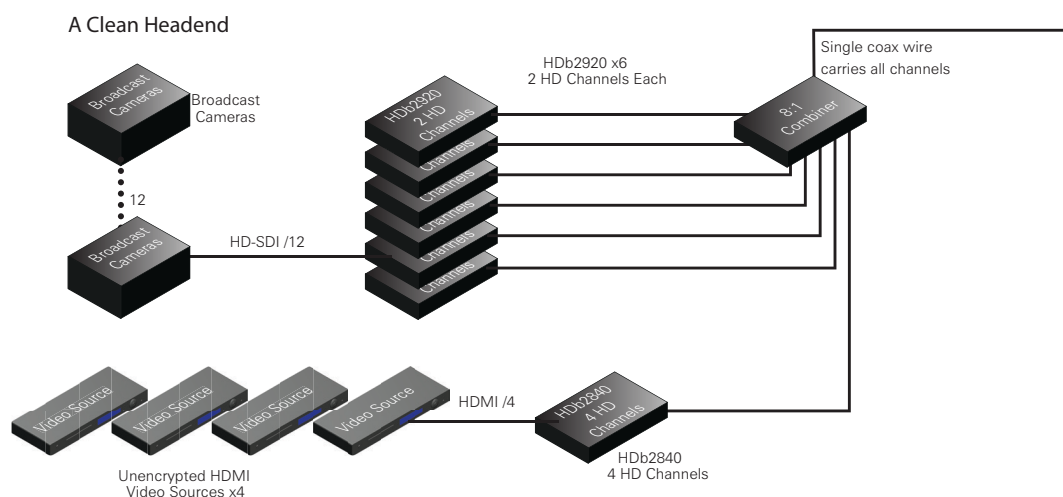 A Clean Headend
Broadcast
Cameras
Broadcast
Cameras
12
Broadcast
Cameras
HD-SDI /12
HDb2920 x6
2 HD Channels Each
HDb2920
2 HD
Channels
Channels
Channels
Channels
Channels
Channels
8:1
Combiner
Single coax wire
carries all channels
Video Source
Video Source
Video Source
Video Source
Unencrypted HDMI
Video Sources x4
HDMI /4
HDb2840
4 HD
Channels
HDb2840
4 HD Channels